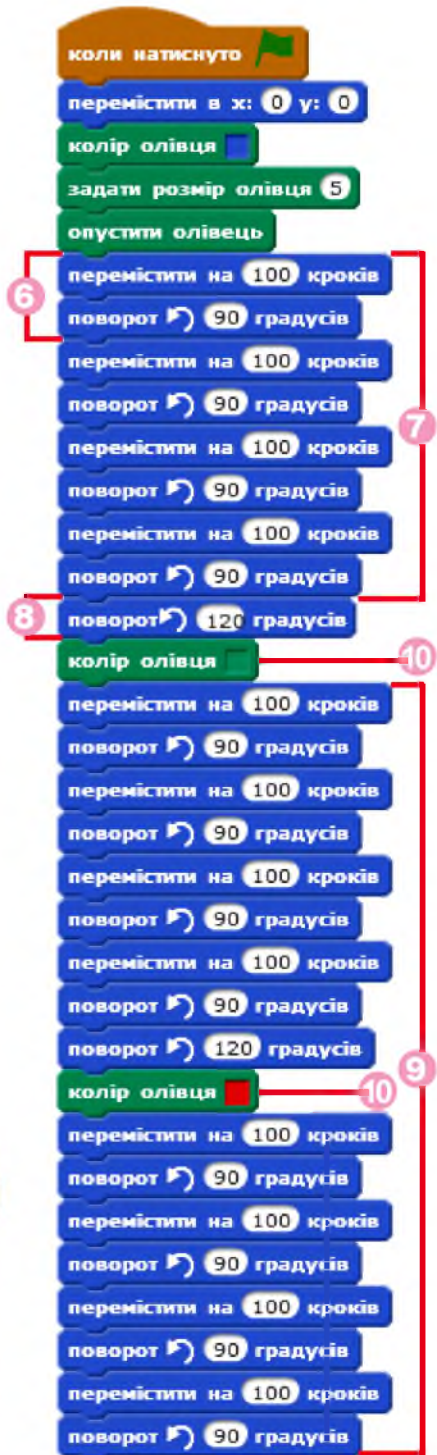 коли натиснуто
перемістити в x: 0 y: 0
колір олівця
задати розмір олівця 5
опустити олівець
6 перемістити на 100 кроків
поворот 90 градусів
перемістити на 100 кроків
поворот 90 градусів 7
перемістити на 100 кроків
поворот 90 градусів
перемістити на 100 кроків
поворот 90 градусів
8 поворот 120 градусів
колір олівця 10
перемістити на 100 кроків
поворот 90 градусів
перемістити на 100 кроків
поворот 90 градусів
перемістити на 100 кроків
поворот 90 градусів
перемістити на 100 кроків
поворот 90 градусів
поворот 120 градусів 9
колір олівця 10
перемістити на 100 кроків
поворот 90 градусів
перемістити на 100 кроків
поворот 90 градусів
перемістити на 100 кроків
поворот 90 градусів
перемістити на 100 кроків
поворот 90 градусів